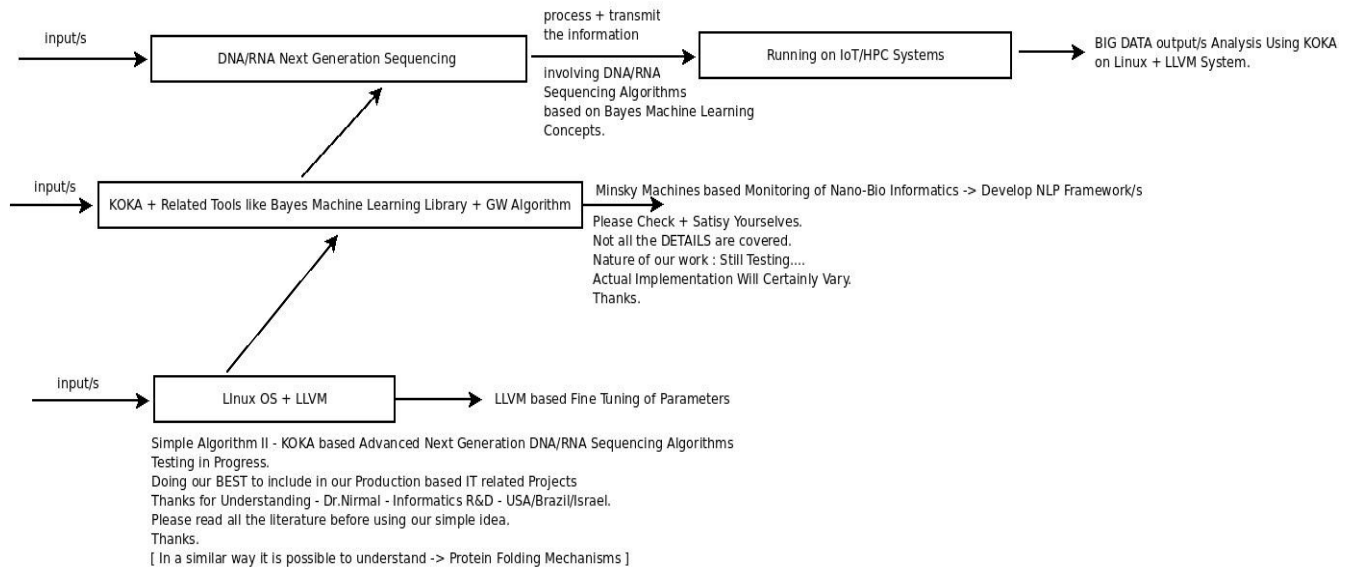 input/s
DNA/RNA Next Generation Sequencing
process + transmit
the information
involving DNA/RNA
Sequencing Algorithms
based on Bayes Machine Learning
Concepts.
Running on IoT/HPC Systems
BIG DATA output/s Analysis Using KOKA
on Linux + LLVM System.
input/s
KOKA + Related Tools like Bayes Machine Learning Library + GW Algorithm
Minsky Machines based Monitoring of Nano-Bio Informatics -> Develop NLP Framework/s
Please Check + Satisy Yourselves.
Not all the DETAILS are covered.
Nature of our work : Still Testing....
Actual Implementation Will Certainly Vary.
Thanks.
input/s
LInux OS + LLVM
LLVM based Fine Tuning of Parameters
Simple Algorithm II - KOKA based Advanced Next Generation DNA/RNA Sequencing Algorithms
Testing in Progress.
Doing our BEST to include in our Production based IT related Projects
Thanks for Understanding - Dr.Nirmal - Informatics R&D - USA/Brazil/Israel.
Please read all the literature before using our simple idea.
Thanks.
[ In a similar way it is possible to understand -> Protein Folding Mechanisms ]